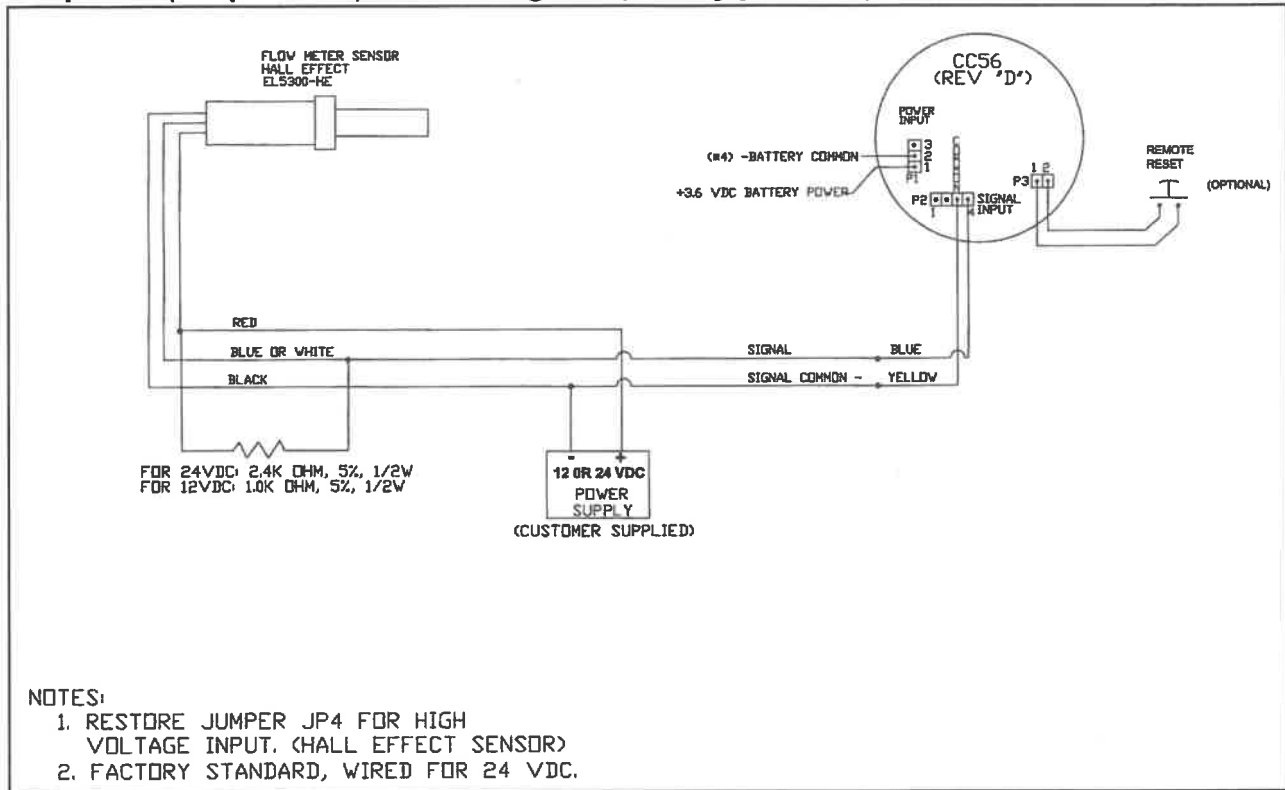 FLOW METER SENSOR
HALL EFFECT
EL5300-HE
CC56
(REV "D")
POWER
INPUT
3
2
1
P1
COMMON
(#4) -BATTERY COMMON
+3.6 VDC BATTERY POWER
P2
1
4
SIGNAL
INPUT
P3
1 2
REMOTE
RESET
(OPTIONAL)
RED
BLUE OR WHITE
SIGNAL
BLUE
BLACK
SIGNAL COMMON -
YELLOW
FOR 24VDC: 2.4K OHM, 5%, 1/2W
FOR 12VDC: 1.0K OHM, 5%, 1/2W
- +
12 OR 24 VDC
POWER
SUPPLY
(CUSTOMER SUPPLIED)
NOTES:
1. RESTORE JUMPER JP4 FOR HIGH
VOLTAGE INPUT. (HALL EFFECT SENSOR)
2. FACTORY STANDARD, WIRED FOR 24 VDC.